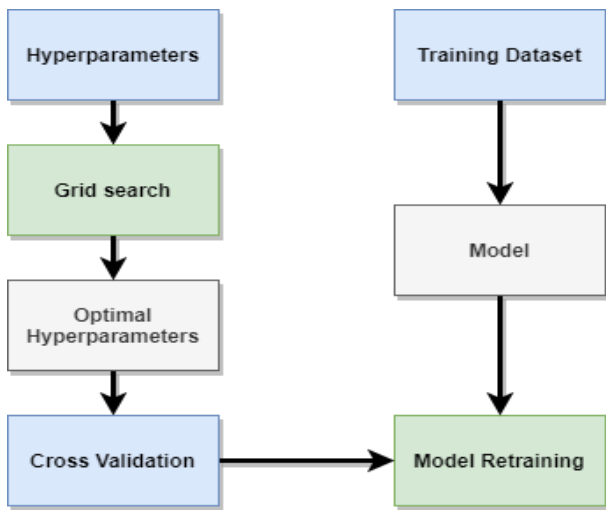 Hyperparameters
Training Dataset
Grid search
Model
Optimal
Hyperparameters
Cross Validation
Model Retraining